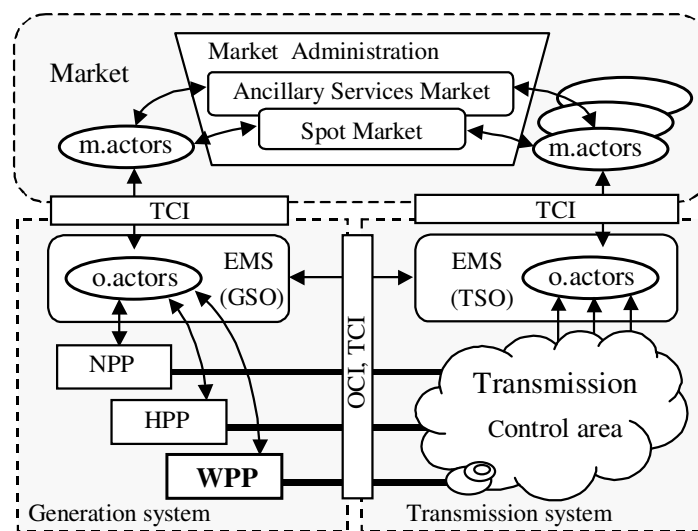 Market Administration
Market
Ancillary Services Market
Spot Market
m.actors
m.actors
TCI
TCI
EMS
(GSO)
o.actors
EMS
(TSO)
o.actors
OCI, TCI
NPP
HPP
WPP
Transmission
Control area
Generation system
Transmission system